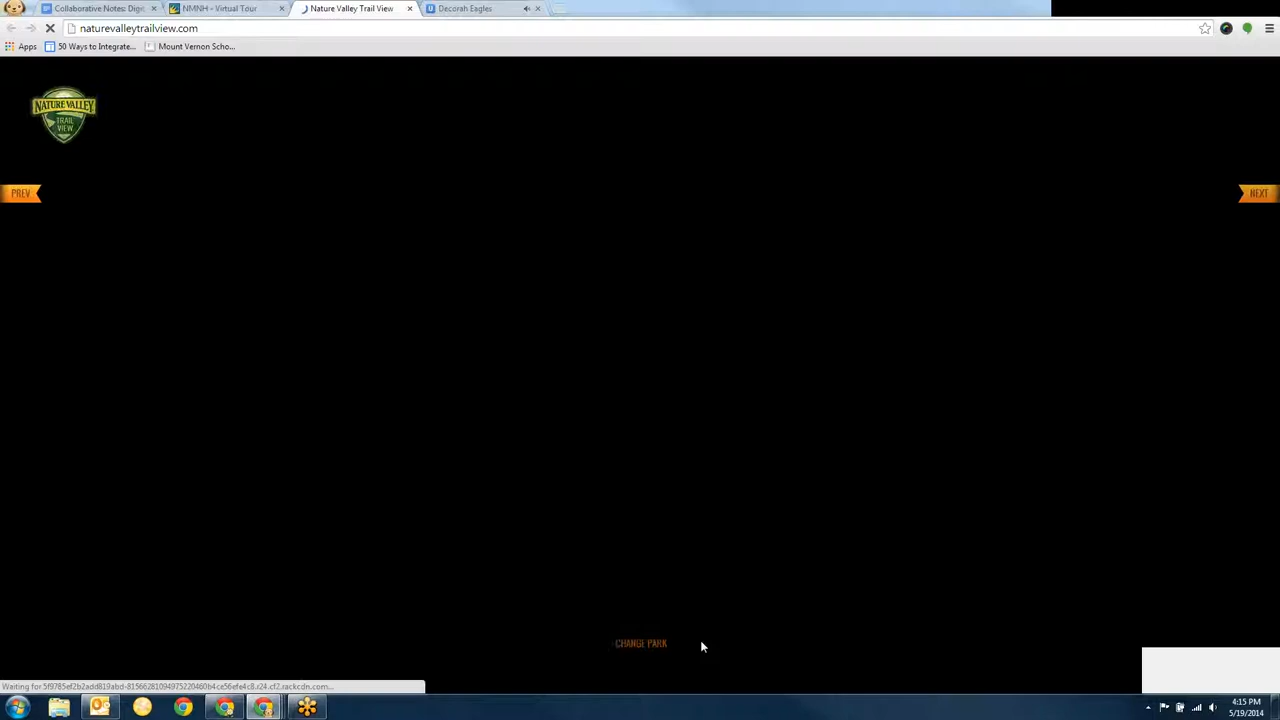 Collaborative Notes: Digi
NMNH - Virtual Tour
Nature Valley Trail View
Decorah Eagles
naturevalleytrailview.com
Apps
50 Ways to Integrate...
Mount Vernon Scho...
NATURE VALLEY
TRAIL
VIEW
PREV
NEXT
CHANGE PARK
4:15 PM
5/19/2014